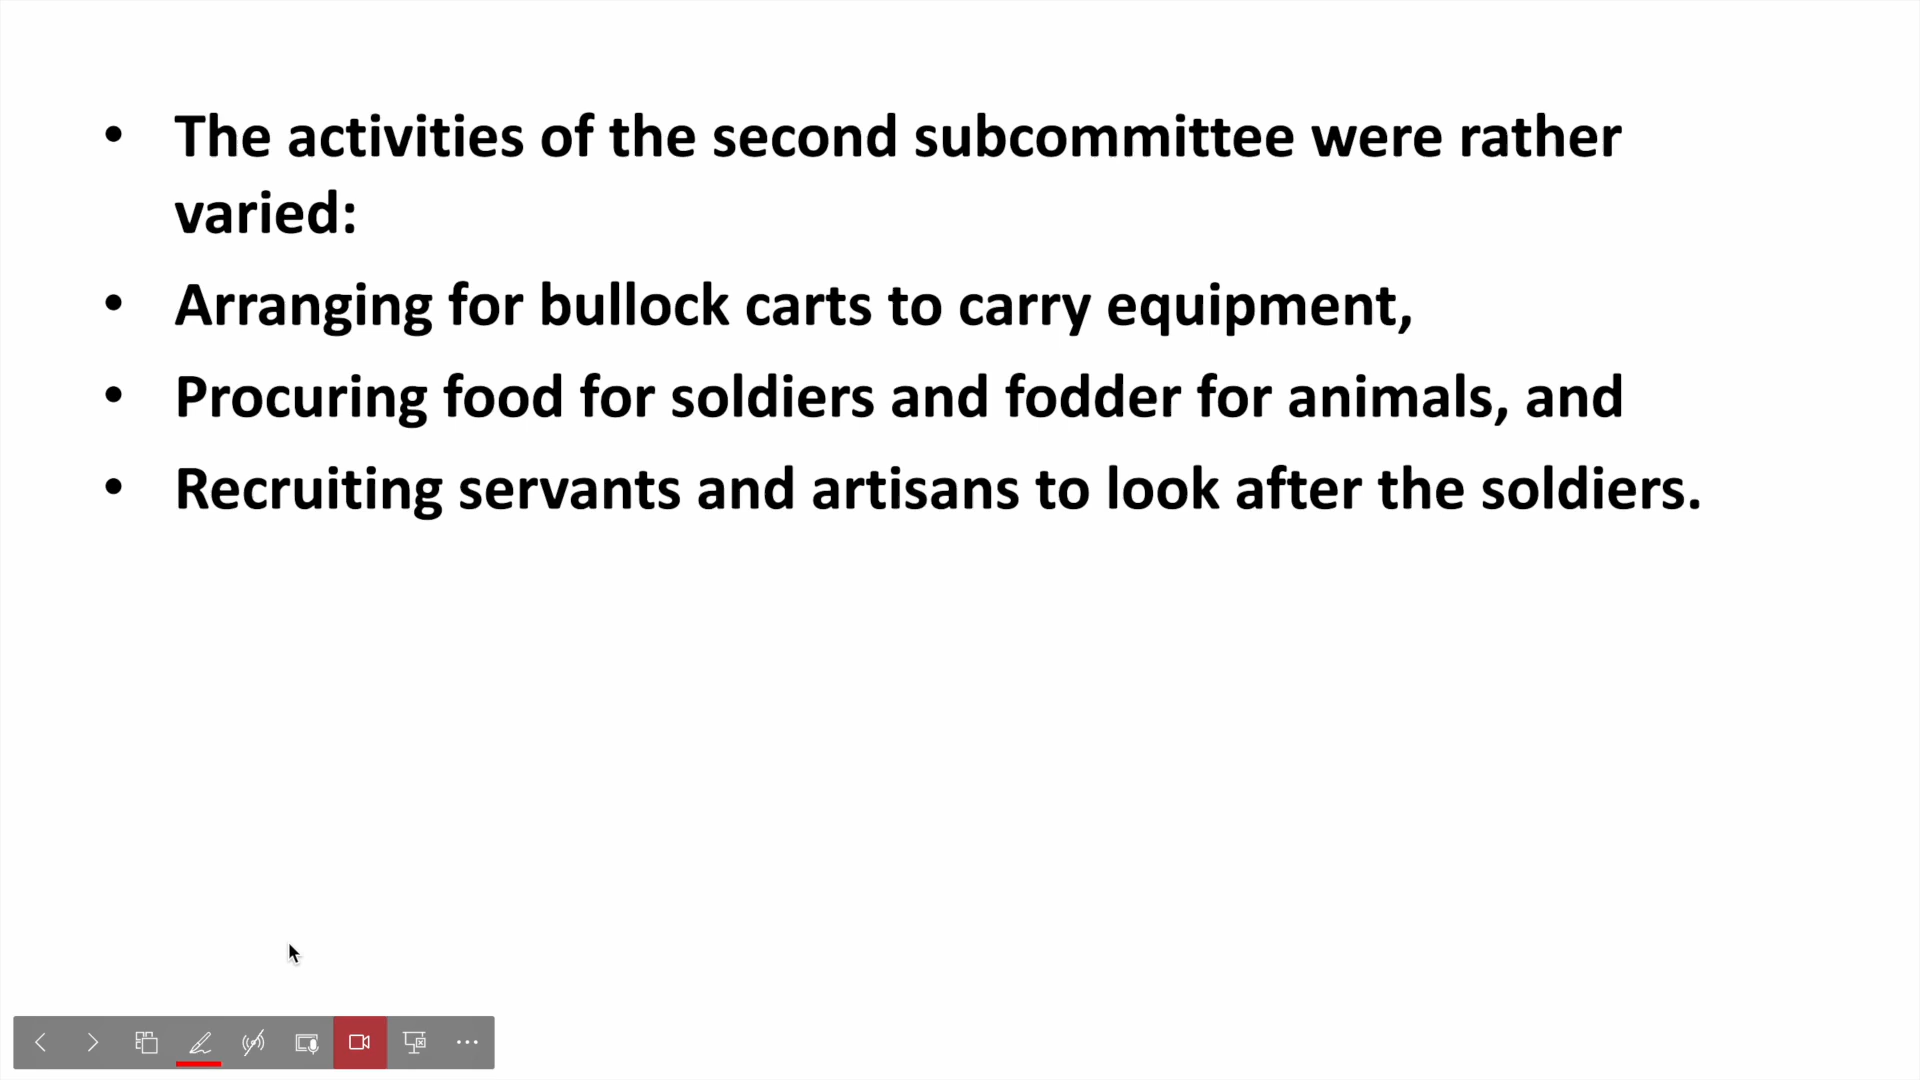 • The activities of the second subcommittee were rather
varied:
• Arranging for bullock carts to carry equipment,
• Procuring food for soldiers and fodder for animals, and
• Recruiting servants and artisans to look after the soldiers.